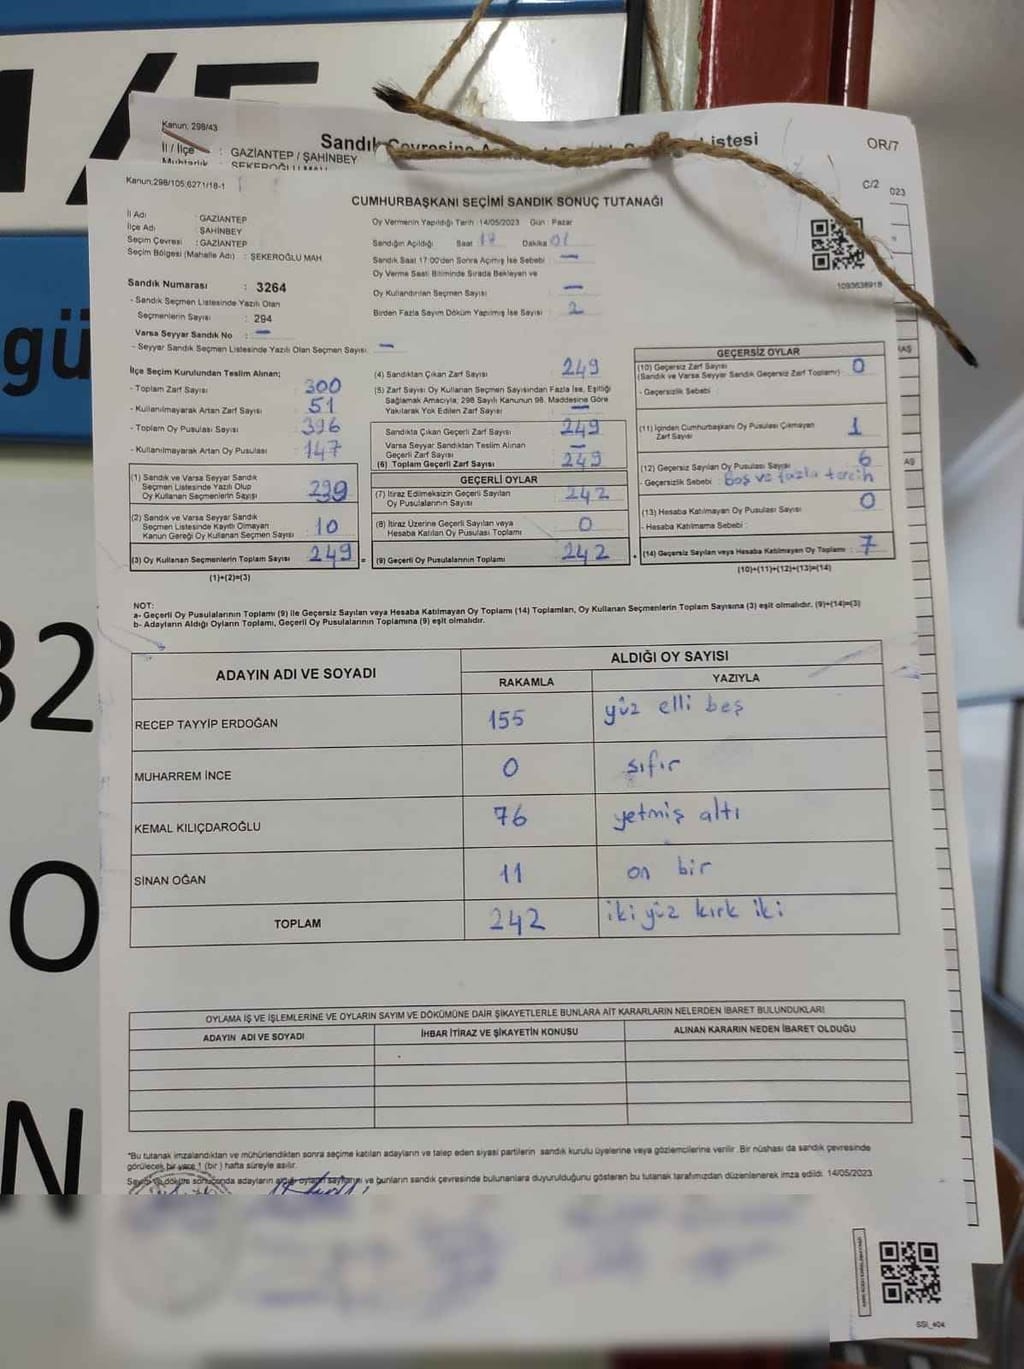 Kanun: 298/43
Sandık Çevresine Listesi
OR/7
İl / İlçe : GAZİANTEP / ŞAHİNBEY
Muhtarlık : ŞEKEROĞLU MAH
gü
32
O
N
Kanun:298/105;6271/18-1
C/2
023
CUMHURBAŞKANI SEÇİMİ SANDIK SONUÇ TUTANAĞI
İl Adı : GAZİANTEP
İlçe Adı : ŞAHİNBEY
Seçim Çevresi : GAZİANTEP
Seçim Bölgesi (Mahalle Adı) : ŞEKEROĞLU MAH
Sandık Numarası : 3264
- Sandık Seçmen Listesinde Yazılı Olan
Seçmenlerin Sayısı : 294
Varsa Seyyar Sandık No : —
- Seyyar Sandık Seçmen Listesinde Yazılı Olan Seçmen Sayısı: —
Oy Vermenin Yapıldığı Tarih : 14/05/2023 Gün : Pazar
Sandığın Açıldığı Saat 17 Dakika 01
Sandık Saat 17:00'den Sonra Açılmış İse Sebebi : —
Oy Verme Saati Bitiminde Sırada Bekleyen ve
Oy Kullandırılan Seçmen Sayısı : —
Birden Fazla Sayım Döküm Yapılmış İse Sayısı : 2
1093638918
İlçe Seçim Kurulundan Teslim Alınan;
- Toplam Zarf Sayısı : 300
- Kullanılmayarak Artan Zarf Sayısı : 51
- Toplam Oy Pusulası Sayısı : 396
- Kullanılmayarak Artan Oy Pusulası : 147
(1) Sandık ve Varsa Seyyar Sandık
Seçmen Listesinde Yazılı Olup
Oy Kullanan Seçmenlerin Sayısı : 239
(2) Sandık ve Varsa Seyyar Sandık
Seçmen Listesinde Kayıtlı Olmayan
Kanun Gereği Oy Kullanan Seçmen Sayısı : 10
(3) Oy Kullanan Seçmenlerin Toplam Sayısı : 249
(1)+(2)=(3)
(4) Sandıktan Çıkan Zarf Sayısı : 249
(5) Zarf Sayısı Oy Kullanan Seçmen Sayısından Fazla İse, Eşitliği
Sağlamak Amacıyla; 298 Sayılı Kanunun 98. Maddesine Göre
Yakılarak Yok Edilen Zarf Sayısı : —
Sandıkta Çıkan Geçerli Zarf Sayısı : 249
Varsa Seyyar Sandıktan Teslim Alınan
Geçerli Zarf Sayısı : —
(6) Toplam Geçerli Zarf Sayısı : 249
GEÇERLİ OYLAR
(7) İtiraz Edilmeksizin Geçerli Sayılan
Oy Pusulalarının Sayısı : 242
(8) İtiraz Üzerine Geçerli Sayılan veya
Hesaba Katılan Oy Pusulası Toplamı : 0
(9) Geçerli Oy Pusulalarının Toplamı : 242
GEÇERSİZ OYLAR
(10) Geçersiz Zarf Sayısı : 0
(Sandık ve Varsa Seyyar Sandık Geçersiz Zarf Toplamı)
- Geçersizlik Sebebi :
(11) İçinden Cumhurbaşkanı Oy Pusulası Çıkmayan
Zarf Sayısı : 1
(12) Geçersiz Sayılan Oy Pusulası Sayısı : 6
- Geçersizlik Sebebi : Boş ve fazla tercih
(13) Hesaba Katılmayan Oy Pusulası Sayısı : 0
- Hesaba Katılmama Sebebi :
(14) Geçersiz Sayılan veya Hesaba Katılmayan Oy Toplamı : 7
(10)+(11)+(12)+(13)=(14)
NOT:
a- Geçerli Oy Pusulalarının Toplamı (9) ile Geçersiz Sayılan veya Hesaba Katılmayan Oy Toplamı (14) Toplamları, Oy Kullanan Seçmenlerin Toplam Sayısına (3) eşit olmalıdır. (9)+(14)=(3)
b- Adayların Aldığı Oyların Toplamı, Geçerli Oy Pusulalarının Toplamına (9) eşit olmalıdır.
ADAYIN ADI VE SOYADI ALDIĞI OY SAYISI
RAKAMLA YAZIYLA
RECEP TAYYİP ERDOĞAN 155 yüz elli beş
MUHARREM İNCE 0 sıfır
KEMAL KILIÇDAROĞLU 76 yetmiş altı
SİNAN OĞAN 11 on bir
TOPLAM 242 iki yüz kırk iki
OYLAMA İŞ VE İŞLEMLERİNE VE OYLARIN SAYIM VE DÖKÜMÜNE DAİR ŞİKAYETLERLE BUNLARA AİT KARARLARIN NELERDEN İBARET BULUNDUKLARI
ADAYIN ADI VE SOYADI İHBAR İTİRAZ VE ŞİKAYETİN KONUSU ALINAN KARARIN NEDEN İBARET OLDUĞU
*Bu tutanak imzalandıktan ve mühürlendikten sonra seçime katılan adayların ve talep eden siyasi partilerin sandık kurulu üyelerine veya gözlemcilerine verilir. Bir nüshası da sandık çevresinde
görülecek bir yere 1 (bir) hafta süreyle asılır.
Sayım ve döküm sonucunda adayların aldığı oyların sayılarını ve bunların sandık çevresinde bulunanlara duyurulduğunu gösteren bu tutanak tarafımızdan düzenlenerek imza edildi. 14/05/2023
SSI_404